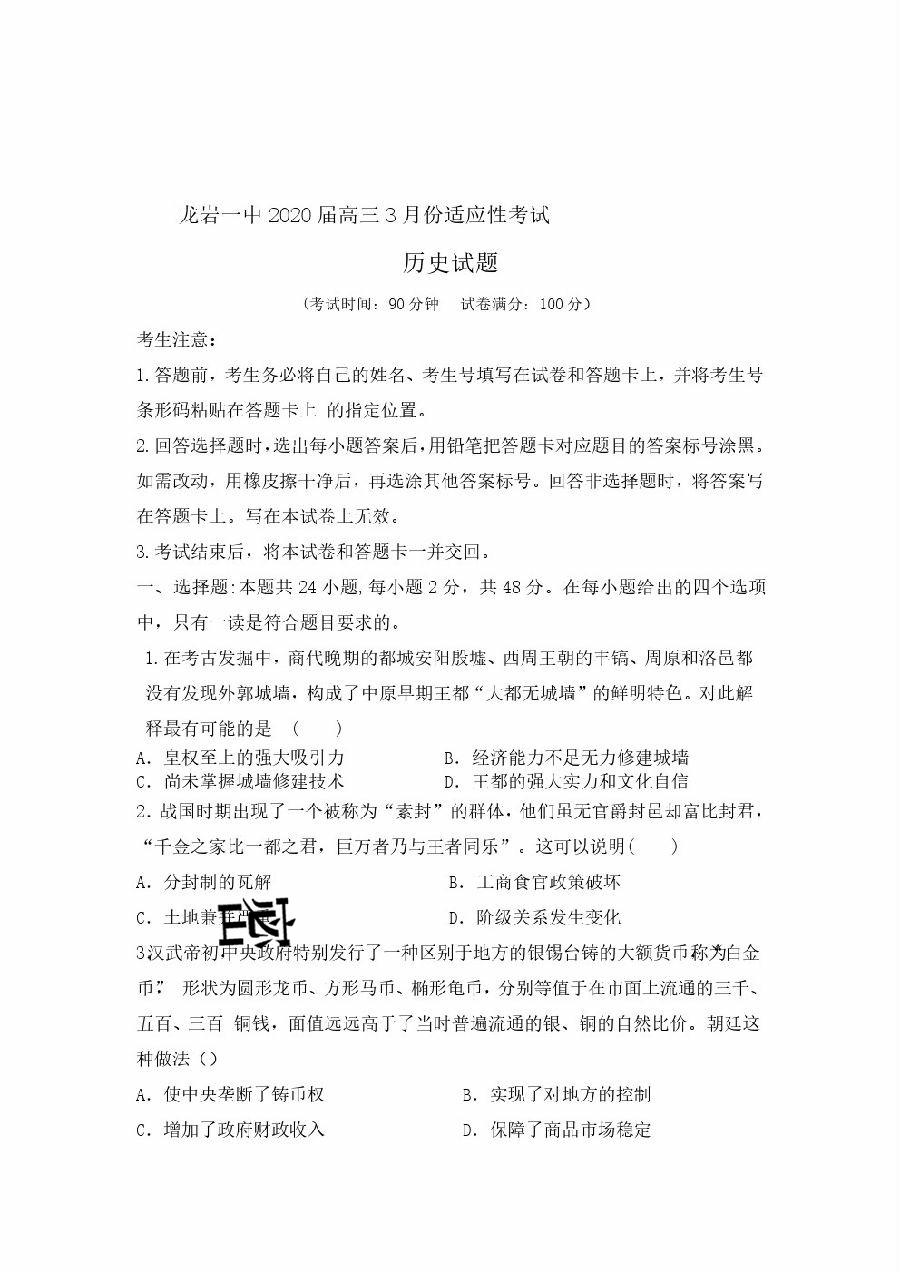 龙岩一中 2020 届高三 3 月份适应性考试
历史试题
(考试时间：90 分钟 试卷满分：100 分)
考生注意：
1.答题前，考生务必将自己的姓名、考生号填写在试卷和答题卡上，并将考生号
条形码粘贴在答题卡上 的指定位置。
2.回答选择题时,选出每小题答案后,用铅笔把答题卡对应题目的答案标号涂黑。
如需改动，用橡皮擦干净后，再选涂其他答案标号。回答非选择题时，将答案写
在答题卡上。写在本试卷上无效。
3.考试结束后，将本试卷和答题卡一并交回。
一、选择题:本题共 24 小题,每小题 2 分，共 48 分。在每小题给出的四个选项
中，只有一读是符合题目要求的。
1.在考古发掘中，商代晚期的都城安阳殷墟、西周王朝的丰镐、周原和洛邑都
没有发现外郭城墙，构成了中原早期王都“大都无城墙”的鲜明特色。对此解
释最有可能的是 ( )
A．皇权至上的强大吸引力 B．经济能力不足无力修建城墙
C．尚未掌握城墙修建技术 D．王都的强大实力和文化自信
2．战国时期出现了一个被称为“素封”的群体，他们虽无官爵封邑却富比封君，
“千金之家比一都之君，巨万者乃与王者同乐”。这可以说明( )
A．分封制的瓦解 B．工商食官政策破坏
C．土地兼并严重 D．阶级关系发生变化
3.汉武帝初,中央政府特别发行了一种区别于地方的银锡合铸的大额货币,称为“白金
币”， 形状为圆形龙币、方形马币、椭形龟币，分别等值于在市面上流通的三千、
五百、三百 铜钱，面值远远高于了当时普遍流通的银、铜的自然比价。朝廷这
种做法（）
A．使中央垄断了铸币权 B．实现了对地方的控制
C．增加了政府财政收入 D．保障了商品市场稳定